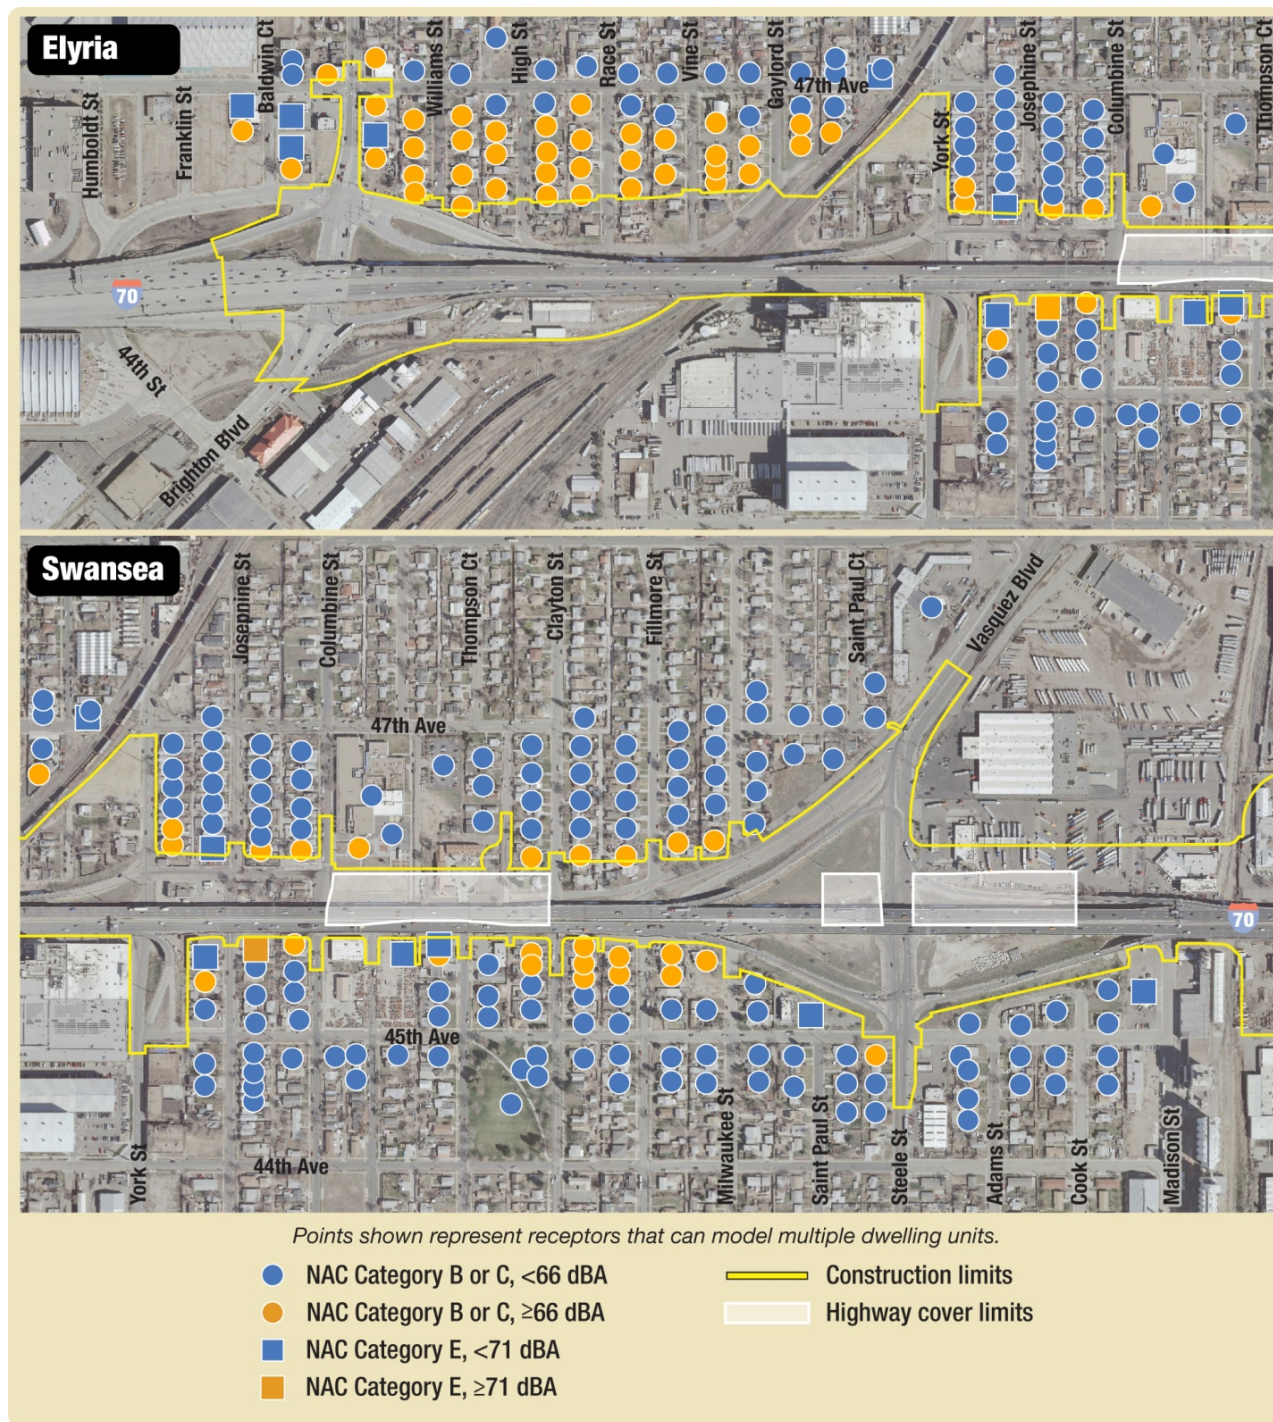 Elyria
Humboldt St
Franklin St
Baldwin Ct
Williams St
High St
Race St
Vine St
Gaylord St
47th Ave
York St
Josephine St
Columbine St
Thompson Ct
70
44th St
Brighton Blvd
Swansea
Josephine St
Columbine St
Thompson Ct
Clayton St
Fillmore St
Saint Paul Ct
Vasquez Blvd
47th Ave
70
45th Ave
44th Ave
York St
Milwaukee St
Saint Paul St
Steele St
Adams St
Cook St
Madison St
Points shown represent receptors that can model multiple dwelling units.
NAC Category B or C, <66 dBA
NAC Category B or C, ≥66 dBA
NAC Category E, <71 dBA
NAC Category E, ≥71 dBA
Construction limits
Highway cover limits